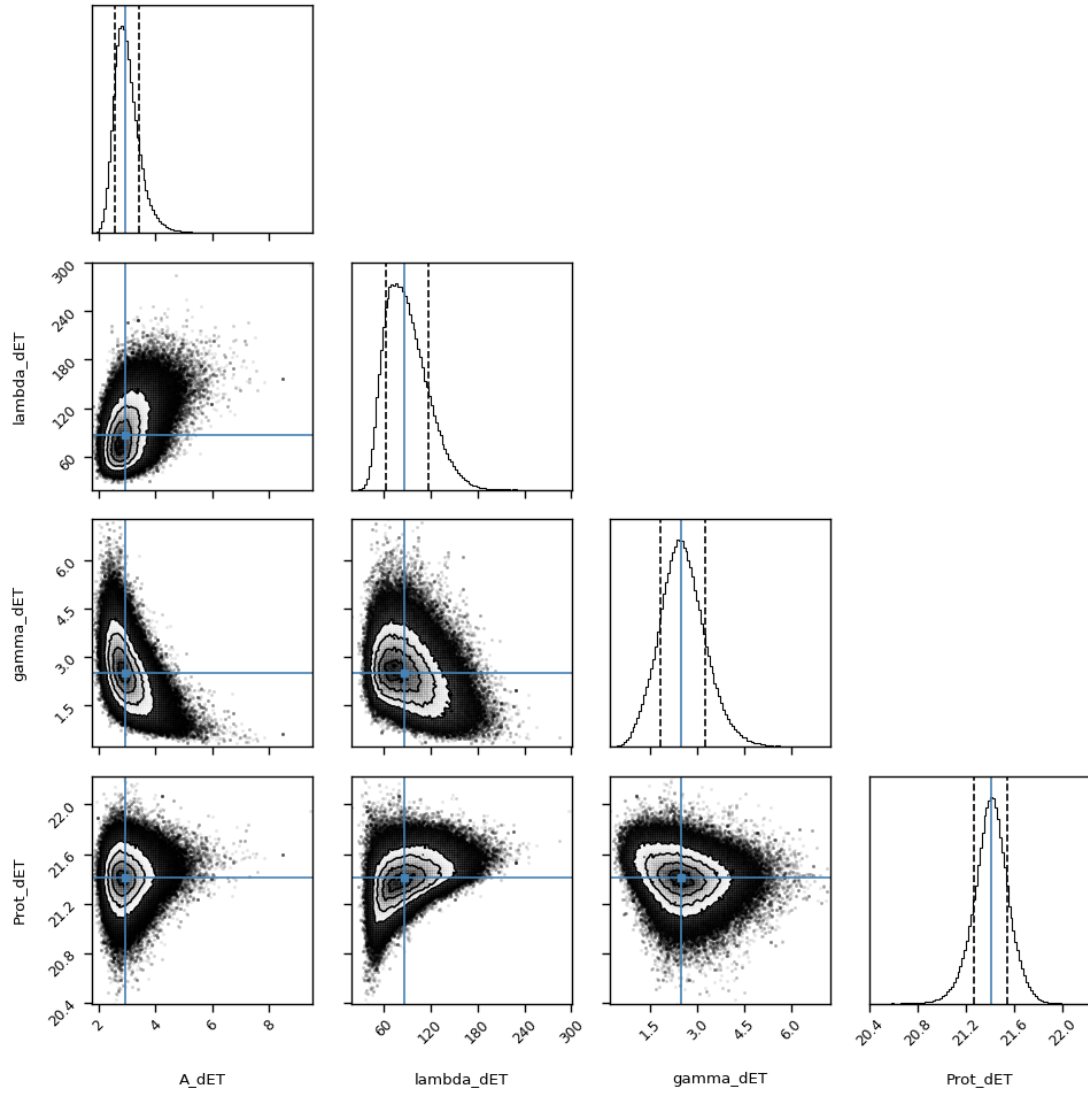 300
240
180
120
60
lambda_dET
6.0
4.5
3.0
1.5
gamma_dET
22.0
21.6
21.2
20.8
20.4
Prot_dET
2 4 6 8
60 120 180 240 300
1.5 3.0 4.5 6.0
20.4 20.8 21.2 21.6 22.0
A_dET lambda_dET gamma_dET Prot_dET